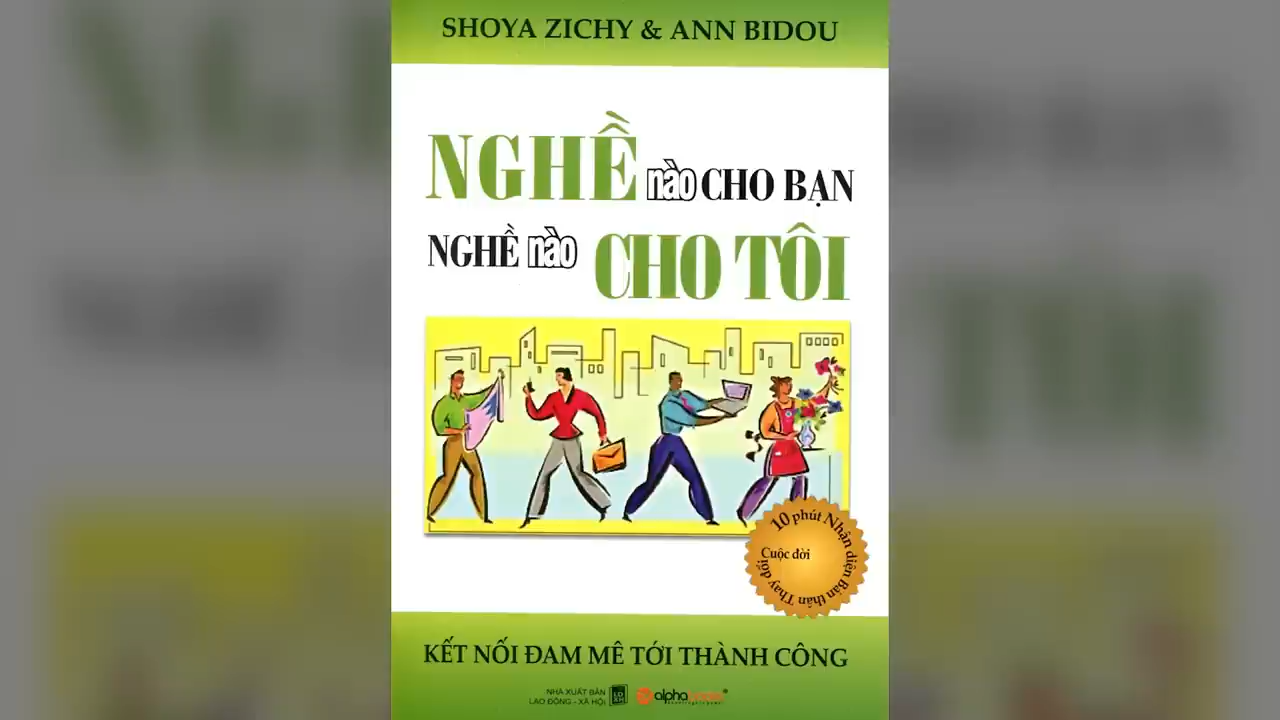 SHOYA ZICHY & ANN BIDOU
NGHỀ nào CHO BẠN
NGHỀ nào CHO TÔI
10 phút Nhận diện Bản thân Thay đổi
Cuộc đời
KẾT NỐI ĐAM MÊ TỚI THÀNH CÔNG
NHÀ XUẤT BẢN
LAO ĐỘNG - XÃ HỘI
alpha